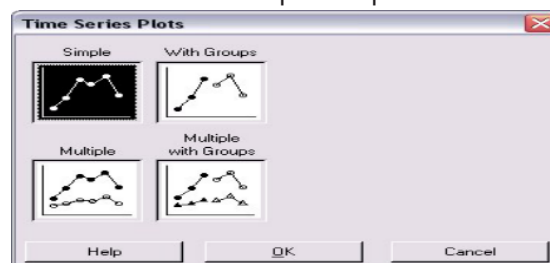 Time Series Plots
Simple
With Groups
Multiple
Multiple
with Groups
Help
OK
Cancel